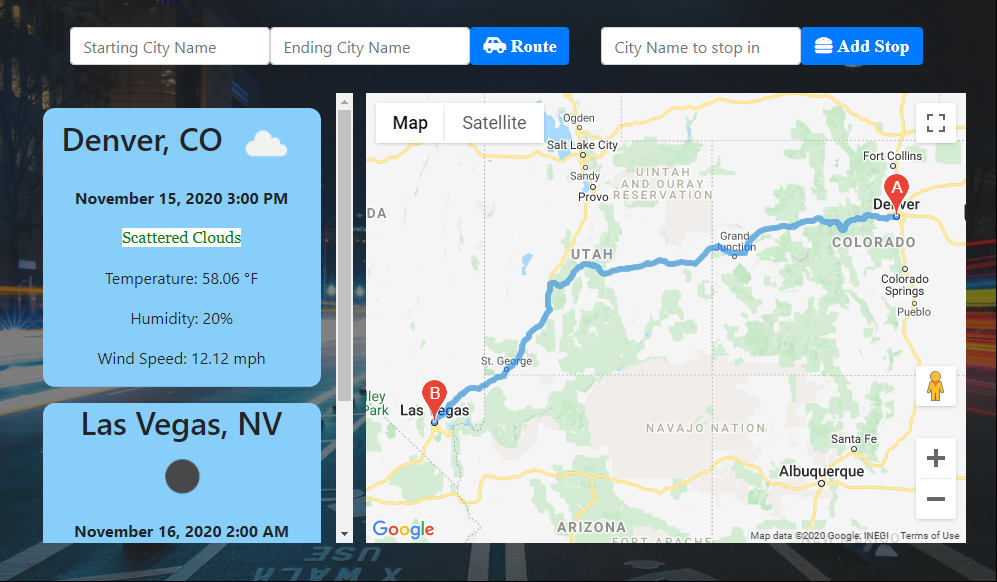 Starting City Name
Ending City Name
Route
City Name to stop in
Add Stop
Denver, CO
November 15, 2020 3:00 PM
Scattered Clouds
Temperature: 58.06 °F
Humidity: 20%
Wind Speed: 12.12 mph
Las Vegas, NV
November 16, 2020 2:00 AM
Map
Satellite
Ogden
Salt Lake City
Sandy
Provo
UINTAH
AND OURAY
RESERVATION
Fort Collins
A
Denver
DA
Grand
Junction
UTAH
COLORADO
Colorado
Springs
Pueblo
St. George
B
lley
Park
Las Vegas
NAVAJO NATION
Santa Fe
Albuquerque
ARIZONA
FORT APACHE
Google
Map data ©2020 Google, INEGI
Terms of Use
USE
X WALK